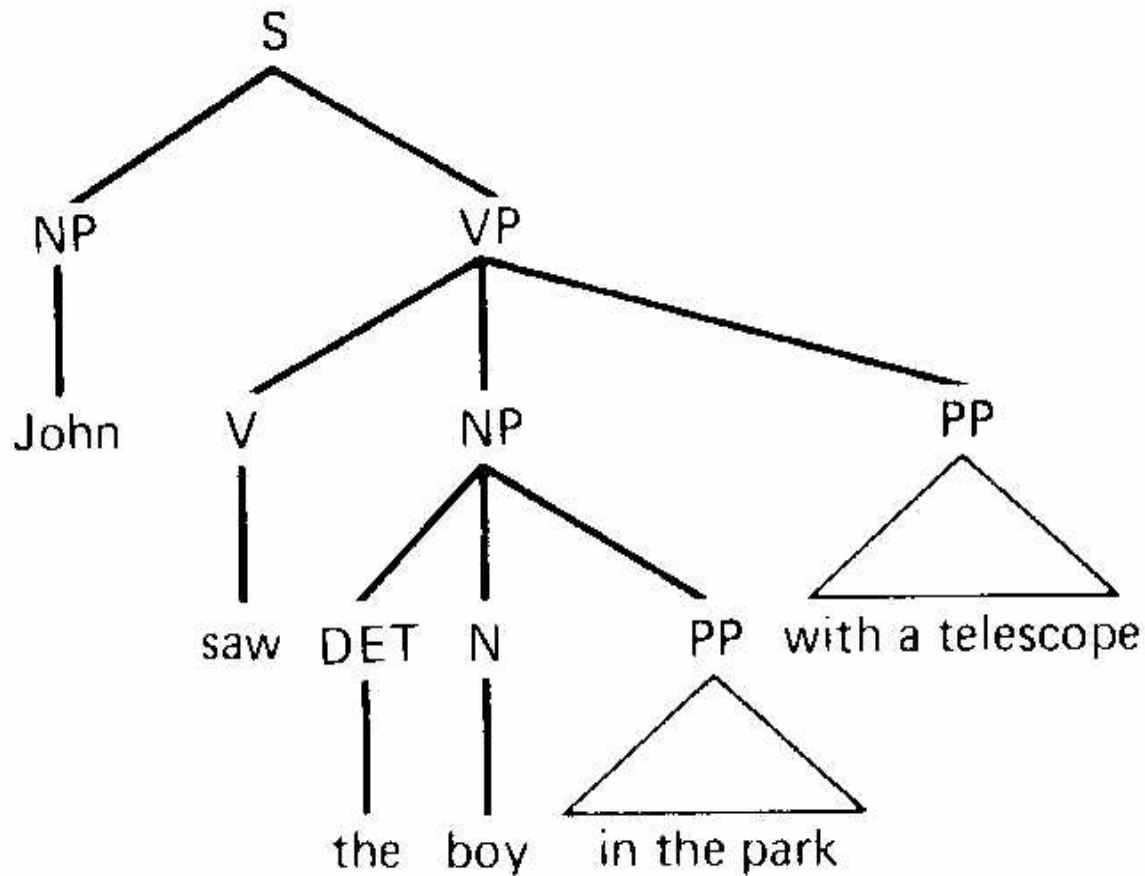 S
NP VP
John V NP PP
saw DET N PP with a telescope
the boy in the park